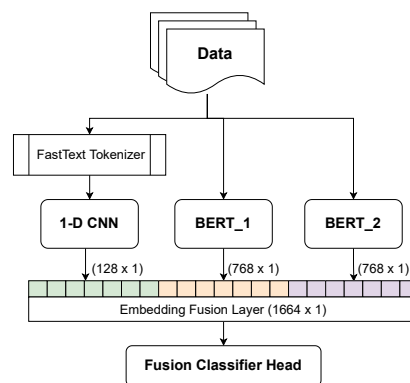 Data
FastText Tokenizer
1-D CNN
BERT_1
BERT_2
(128 x 1)
(768 x 1)
(768 x 1)
Embedding Fusion Layer (1664 x 1)
Fusion Classifier Head